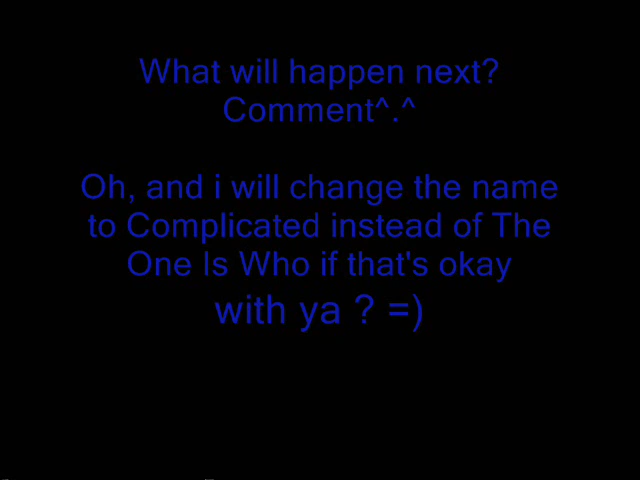 What will happen next?
Comment^.^
Oh, and i will change the name
to Complicated instead of The
One Is Who if that's okay
with ya ? =)